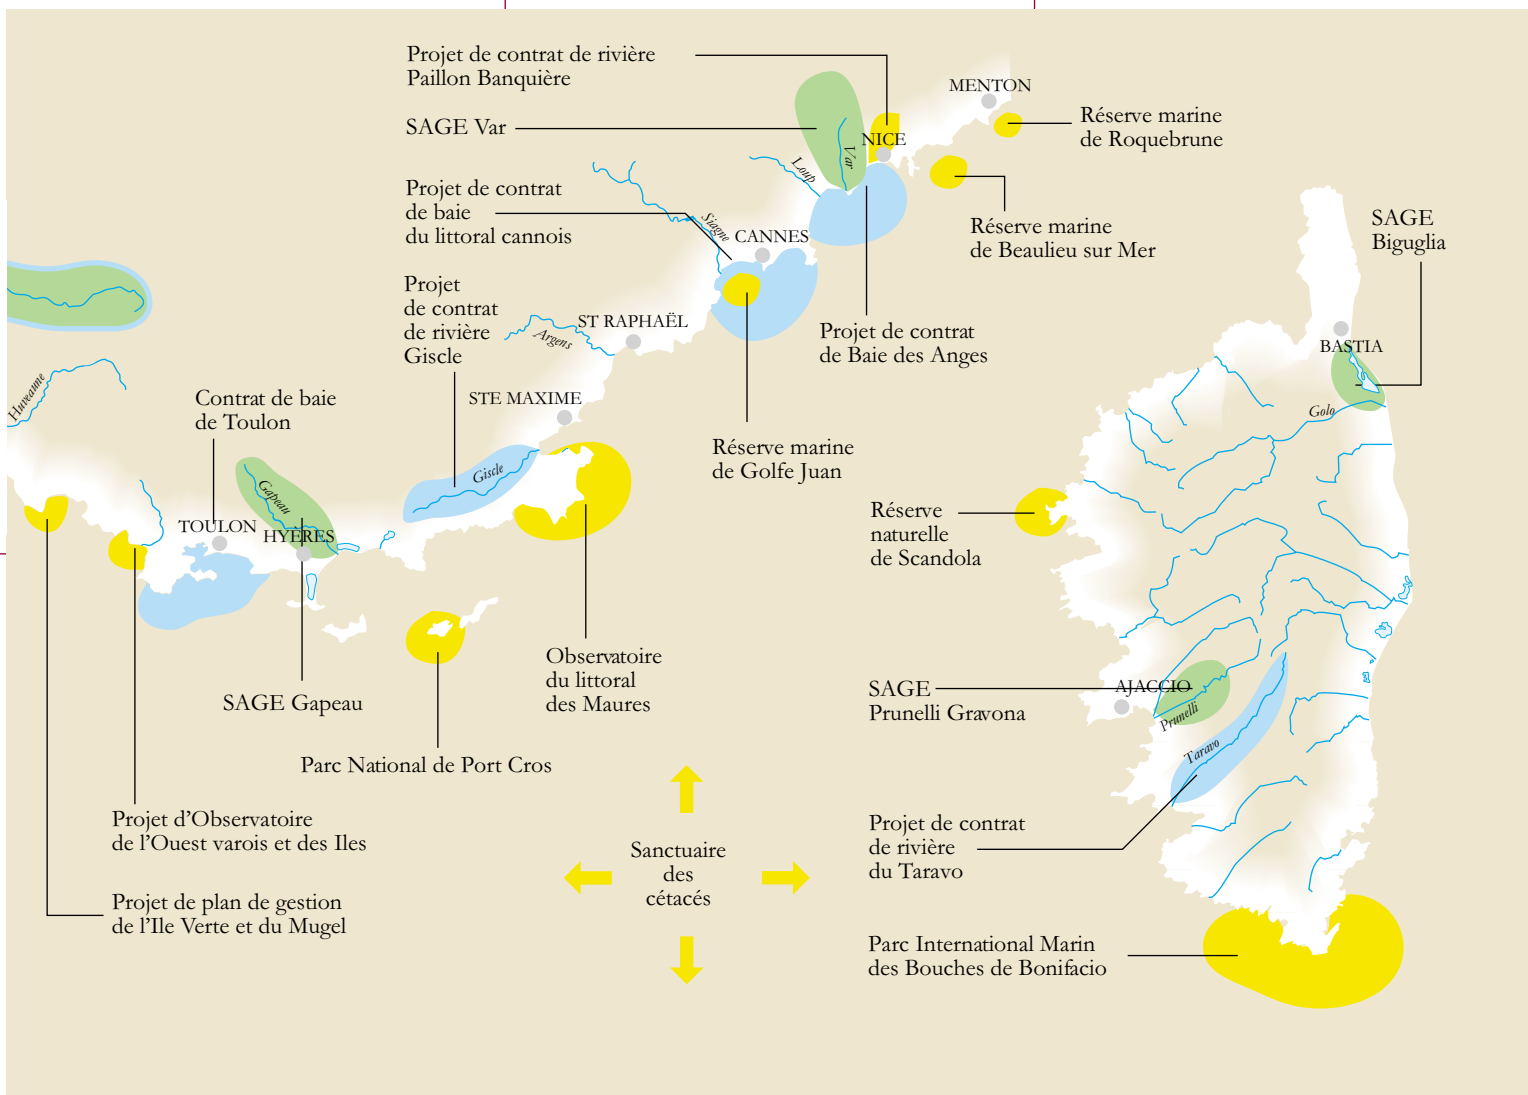 Projet de contrat de rivière
Paillon Banquière
MENTON
Réserve marine
de Roquebrune
SAGE Var
NICE
Var
Loup
Projet de contrat
de baie
du littoral cannois
Siagne
CANNES
Réserve marine
de Beaulieu sur Mer
SAGE
Biguglia
Projet
de contrat
de rivière
Giscle
ST RAPHAËL
Argens
Projet de contrat
de Baie des Anges
BASTIA
Golo
Huveaune
Contrat de baie
de Toulon
STE MAXIME
Réserve marine
de Golfe Juan
Giscle
Gapeau
TOULON
HYERES
Réserve
naturelle
de Scandola
Observatoire
du littoral
des Maures
SAGE Gapeau
SAGE
Prunelli Gravona
AJACCIO
Prunelli
Taravo
Parc National de Port Cros
Projet d'Observatoire
de l'Ouest varois et des Iles
Sanctuaire
des
cétacés
Projet de contrat
de rivière
du Taravo
Projet de plan de gestion
de l'Ile Verte et du Mugel
Parc International Marin
des Bouches de Bonifacio